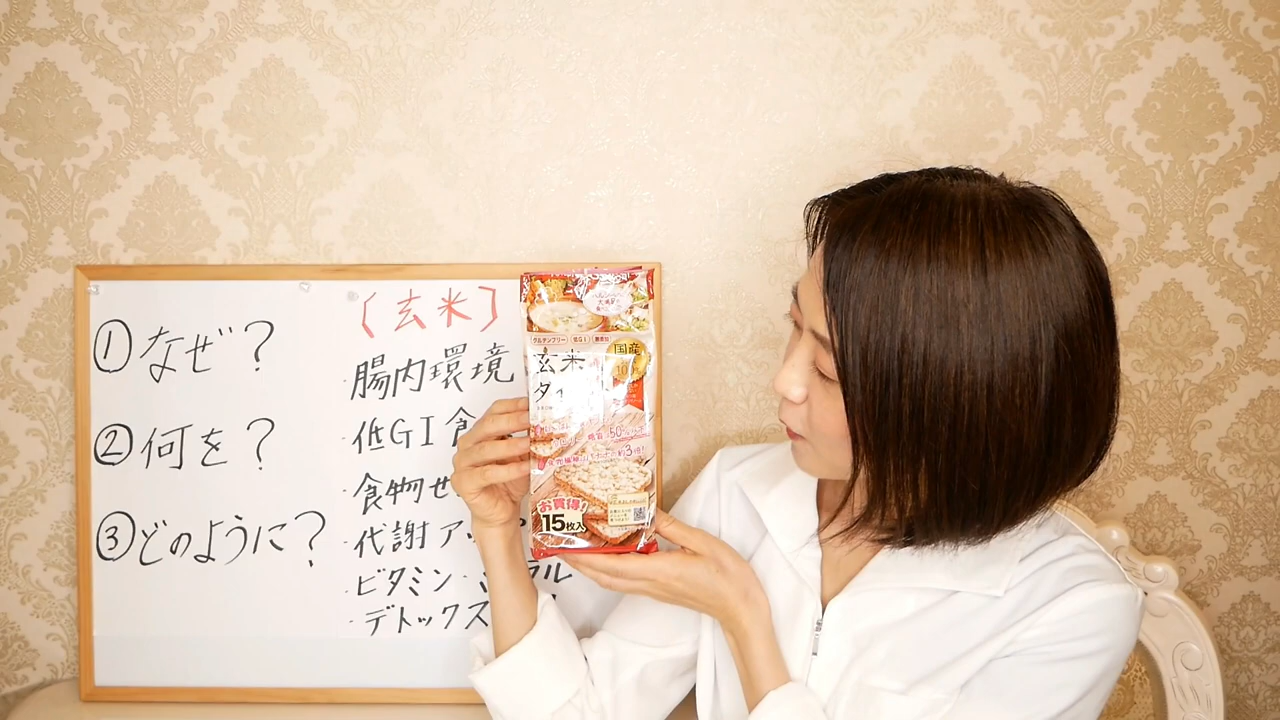 ①なぜ?
②何を?
③どのように?
〔玄米〕
・腸内環境
・低GI食
・食物せ
・代謝ア
・ビタミン・ミ ラル
・デトックス
グルテンフリー 低GI 無添加
玄米
国産
お買得!
15枚入